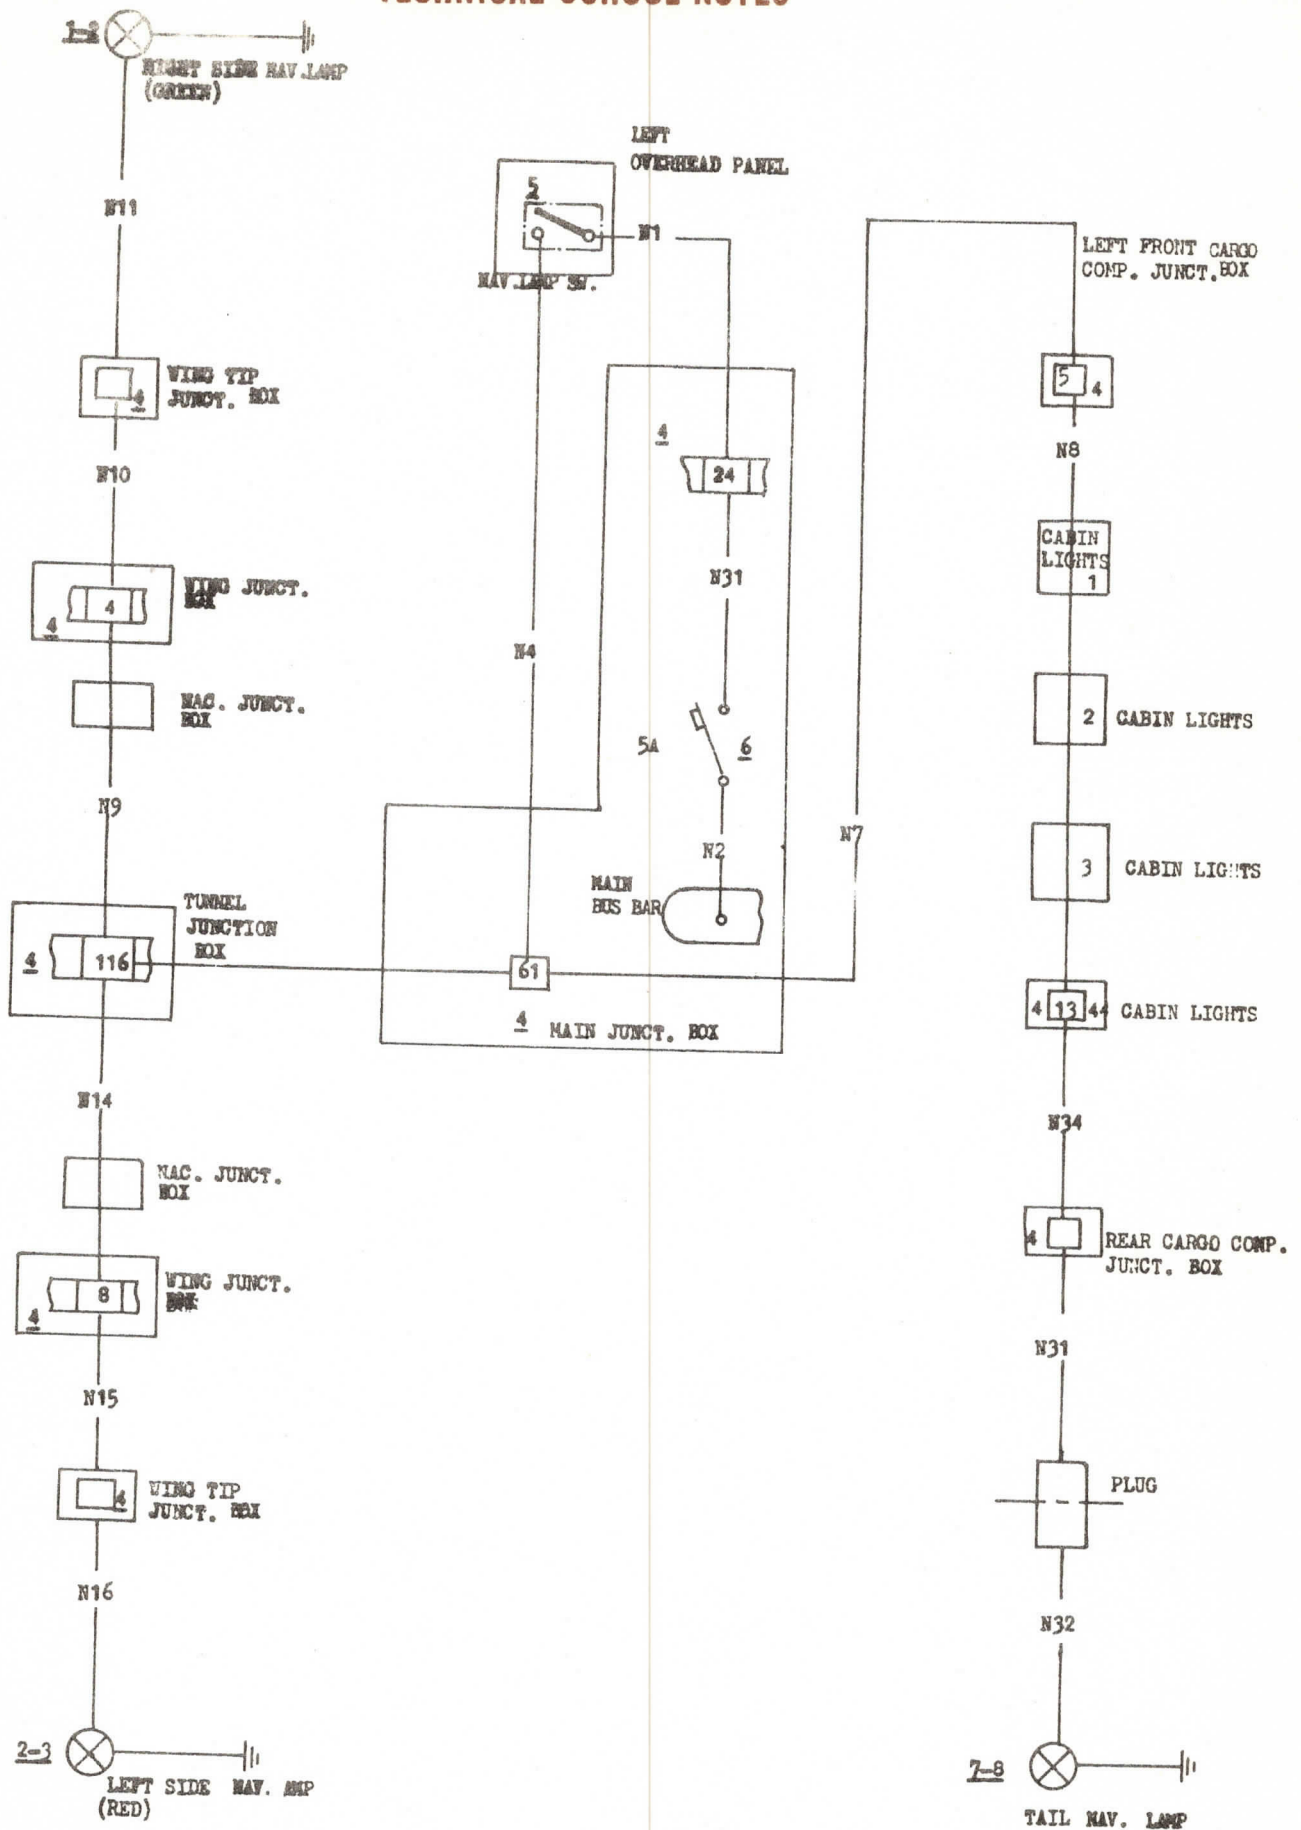 TECHNICAL SCHOOL NOTES
1-2
RIGHT SIDE NAV.LAMP
(GREEN)
N11
WING TIP
JUNCT. BOX
4
N10
WING JUNCT.
BOX
4
4
NAC. JUNCT.
BOX
N9
TUNNEL
JUNCTION
BOX
4
116
N14
NAC. JUNCT.
BOX
WING JUNCT.
BOX
8
4
N15
WING TIP
JUNCT. BOX
4
N16
2-3
LEFT SIDE NAV. AMP
(RED)
LEFT
OVERHEAD PANEL
5
N1
NAV.LAMP SW.
4
24
N31
N4
5A
6
N2
MAIN
BUS BAR
61
4 MAIN JUNCT. BOX
N7
LEFT FRONT CARGO
COMP. JUNCT.BOX
5
4
N8
CABIN
LIGHTS
1
2 CABIN LIGHTS
3 CABIN LIGHTS
4 13 44 CABIN LIGHTS
N34
4
REAR CARGO COMP.
JUNCT. BOX
N31
PLUG
N32
7-8
TAIL NAV. LAMP